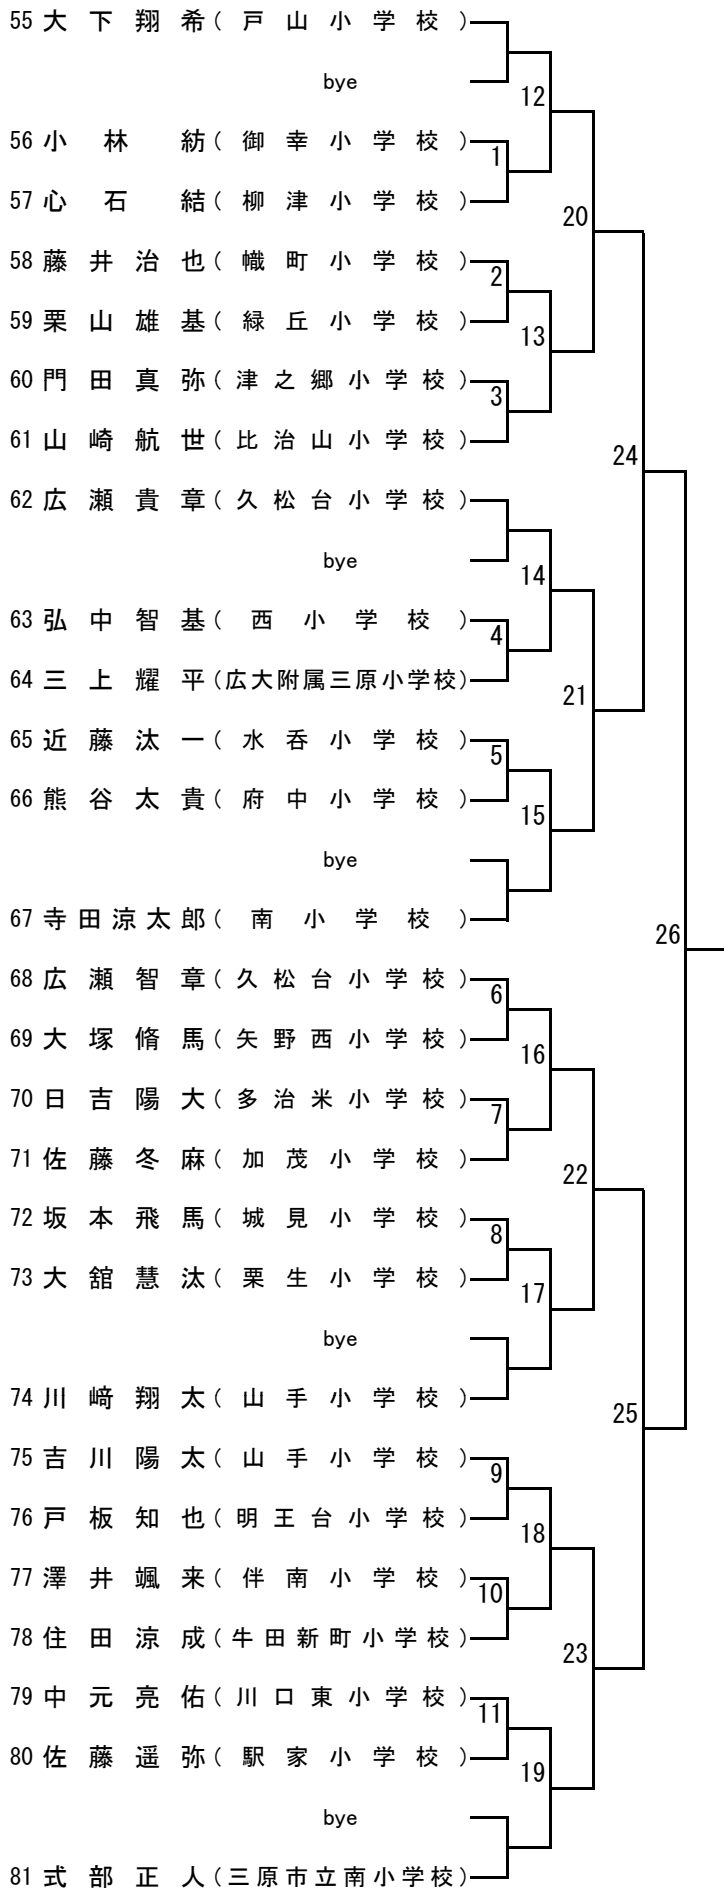 55 大下翔希(戸山小学校)
bye
12
56 小林紡(御幸小学校)
1
57 心石結(柳津小学校)
20
58 藤井治也(幟町小学校)
2
59 栗山雄基(緑丘小学校)
13
60 門田真弥(津之郷小学校)
3
61 山崎航世(比治山小学校)
24
62 広瀬貴章(久松台小学校)
bye
14
63 弘中智基(西小学校)
4
64 三上耀平(広大附属三原小学校)
21
65 近藤汰一(水呑小学校)
5
66 熊谷太貴(府中小学校)
15
bye
67 寺田涼太郎(南小学校)
26
68 広瀬智章(久松台小学校)
6
69 大塚脩馬(矢野西小学校)
16
70 日吉陽大(多治米小学校)
7
71 佐藤冬麻(加茂小学校)
22
72 坂本飛馬(城見小学校)
8
73 大舘慧汰(栗生小学校)
17
bye
74 川﨑翔太(山手小学校)
25
75 吉川陽太(山手小学校)
9
76 戸板知也(明王台小学校)
18
77 澤井颯来(伴南小学校)
10
78 住田涼成(牛田新町小学校)
23
79 中元亮佑(川口東小学校)
11
80 佐藤遥弥(駅家小学校)
19
bye
81 式部正人(三原市立南小学校)